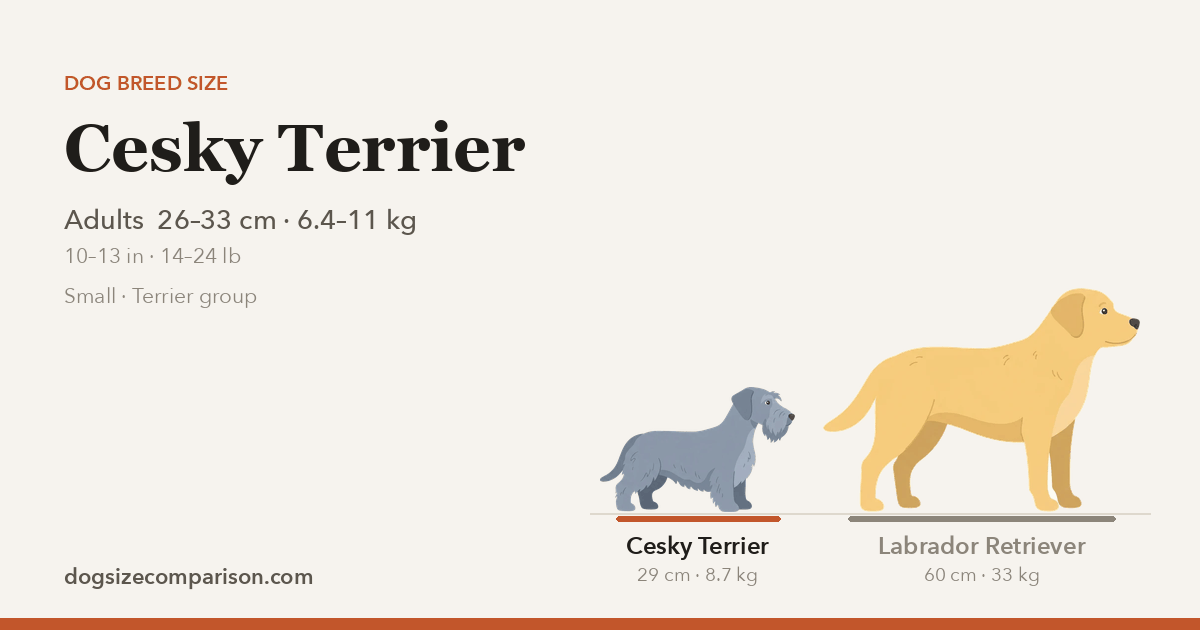 DOG BREED SIZE
Cesky Terrier
Adults 26–33 cm · 6.4–11 kg
10–13 in · 14–24 lb
Small · Terrier group
Cesky Terrier
29 cm · 8.7 kg
Labrador Retriever
60 cm · 33 kg
dogsizecomparison.com